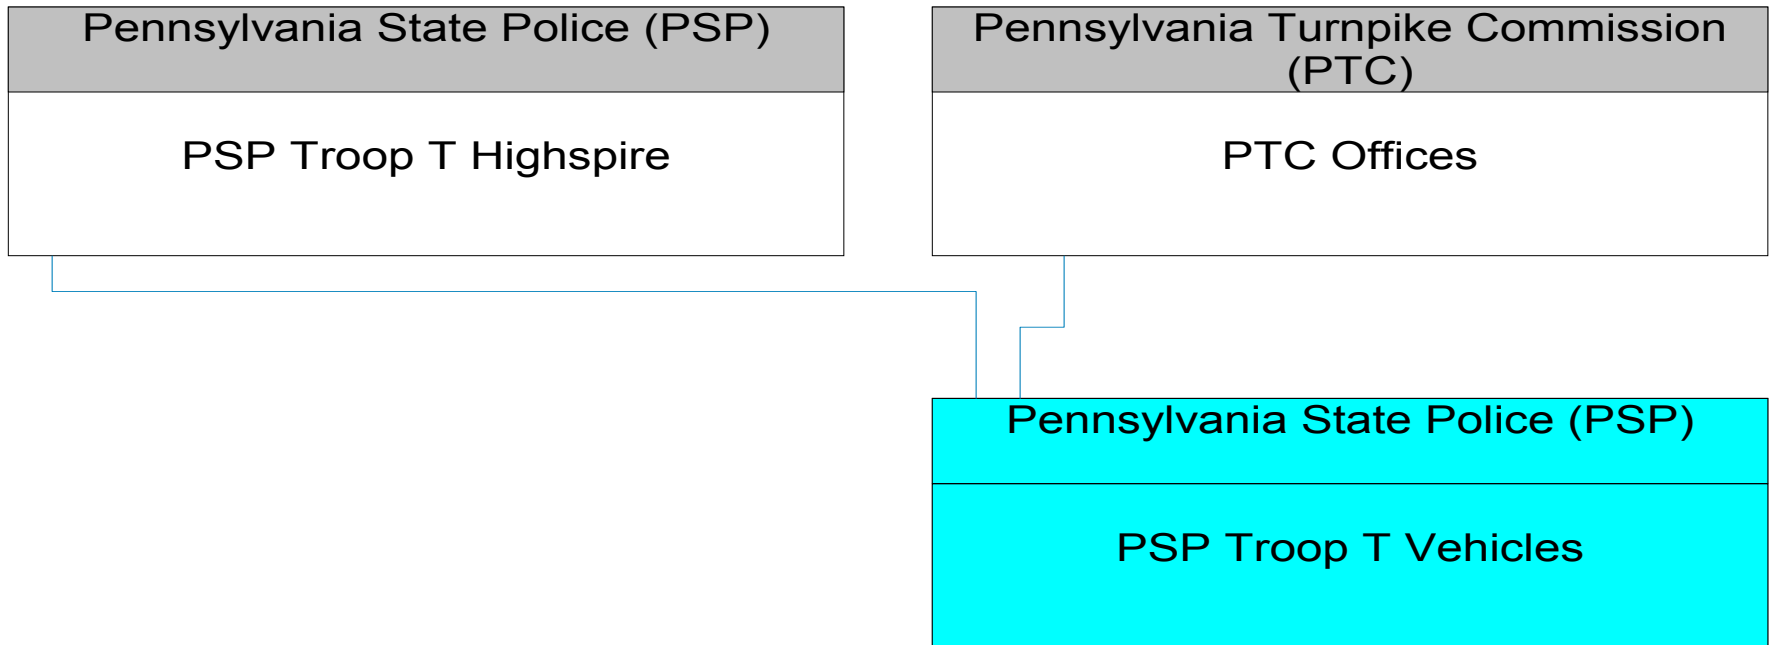 Pennsylvania State Police (PSP)
PSP Troop T Highspire
Pennsylvania Turnpike Commission
(PTC)
PTC Offices
Pennsylvania State Police (PSP)
PSP Troop T Vehicles